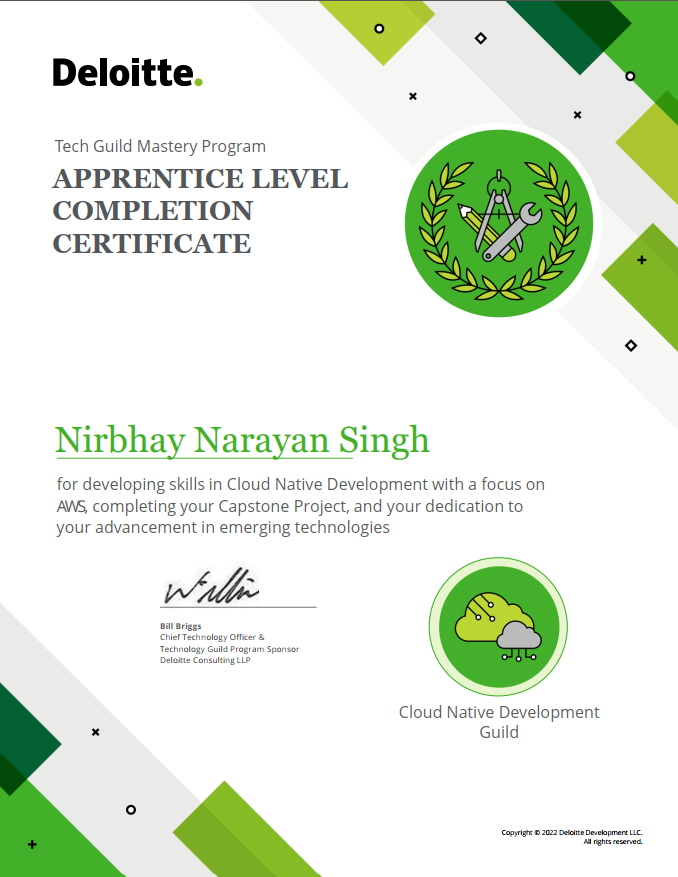 Deloitte.
Tech Guild Mastery Program
APPRENTICE LEVEL
COMPLETION
CERTIFICATE
Nirbhay Narayan Singh
for developing skills in Cloud Native Development with a focus on
AWS, completing your Capstone Project, and your dedication to
your advancement in emerging technologies
Bill Briggs
Chief Technology Officer &
Technology Guild Program Sponsor
Deloitte Consulting LLP
Cloud Native Development
Guild
Copyright © 2022 Deloitte Development LLC.
All rights reserved.